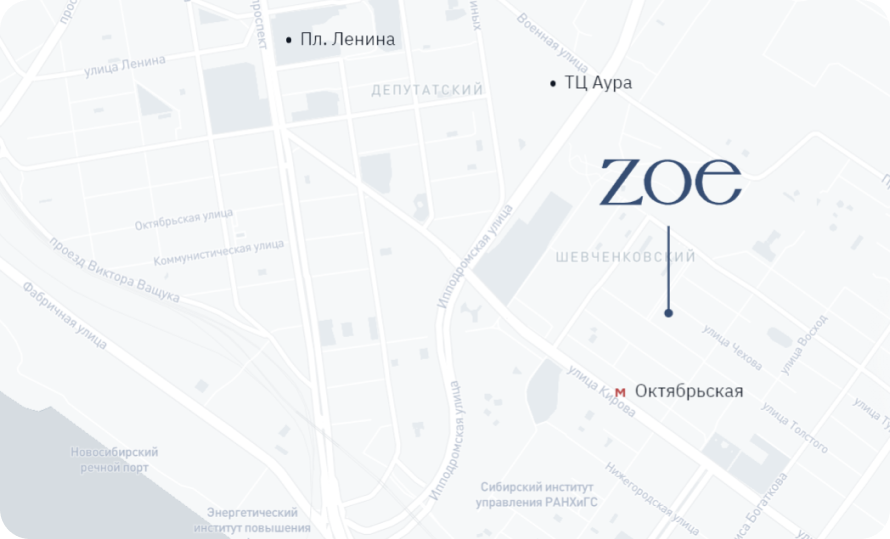 Пл. Ленина
улица Ленина
проспект
Военная улица
ТЦ Аура
ДЕПУТАТСКИЙ
zoe
Октябрьская улица
Коммунистическая улица
проезд Виктора Ващука
Фабричная улица
Ипподромская улица
ШЕВЧЕНКОВСКИЙ
улица Чехова
улица Восход
улица Кирова
м Октябрьская
улица Толстого
Ипподромская улица
Новосибирский
речной порт
Сибирский институт
управления РАНХиГС
Нижегородская улица
Энергетический
институт повышения